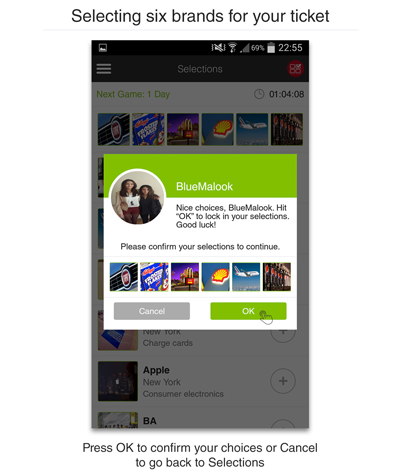 Selecting six brands for your ticket
69% 22:55
Selections
Next Game: 1 Day 01:04:08
BlueMalook
Nice choices, BlueMalook. Hit
“OK” to lock in your selections.
Good luck!
Please confirm your selections to continue.
Cancel OK
New York
Charge cards
Apple
New York
Consumer electronics
BA
Press OK to confirm your choices or Cancel
to go back to Selections